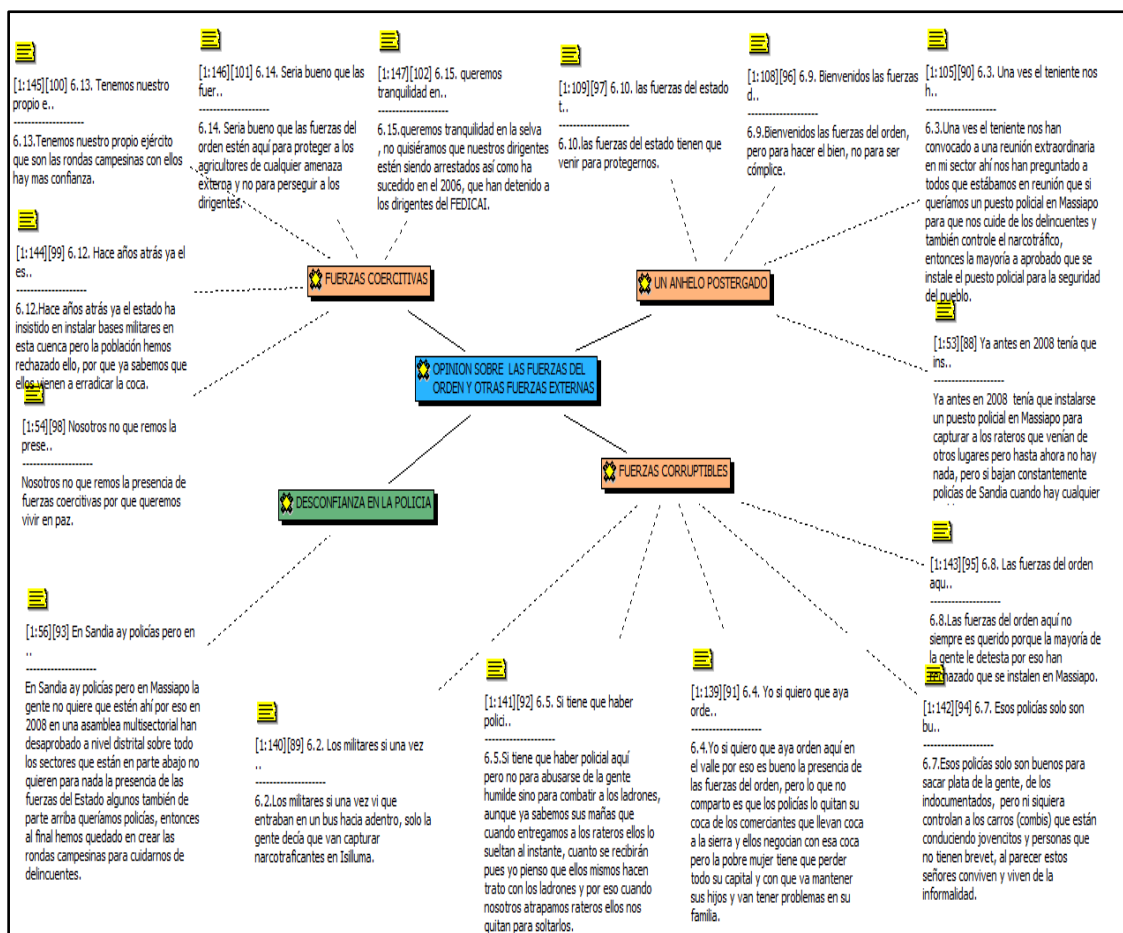 [1:145][100] 6.13. Tenemos nuestro
propio e..
--------------------
6.13.Tenemos nuestro propio ejército
que son las rondas campesinas con ellos
hay mas confianza.
[1:146][101] 6.14. Seria bueno que las
fuer..
--------------------
6.14. Seria bueno que las fuerzas del
orden estén aquí para proteger a los
agricultores de cualquier amenaza
externa y no para perseguir a los
dirigentes.
[1:147][102] 6.15. queremos
tranquilidad en..
--------------------
6.15.queremos tranquilidad en la selva
, no quisiéramos que nuestros dirigentes
estén siendo arrestados así como ha
sucedido en el 2006, que han detenido a
los dirigentes del FEDICAI.
[1:109][97] 6.10. las fuerzas del estado
t..
--------------------
6.10.las fuerzas del estado tienen que
venir para protegernos.
[1:108][96] 6.9. Bienvenidos las fuerzas
d..
--------------------
6.9.Bienvenidos las fuerzas del orden,
pero para hacer el bien, no para ser
cómplice.
[1:105][90] 6.3. Una ves el teniente nos
h..
--------------------
6.3.Una ves el teniente nos han
convocado a una reunión extraordinaria
en mi sector ahí nos han preguntado a
todos que estábamos en reunión que si
queríamos un puesto policial en Massiapo
para que nos cuide de los delincuentes y
también controle el narcotráfico,
entonces la mayoría a aprobado que se
instale el puesto policial para la seguridad
del pueblo.
[1:144][99] 6.12. Hace años atrás ya el
es..
--------------------
6.12.Hace años atrás ya el estado ha
insistido en instalar bases militares en
esta cuenca pero la población hemos
rechazado ello, por que ya sabemos que
ellos vienen a erradicar la coca.
FUERZAS COERCITIVAS
UN ANHELO POSTERGADO
OPINION SOBRE LAS FUERZAS DEL
ORDEN Y OTRAS FUERZAS EXTERNAS
[1:53][88] Ya antes en 2008 tenía que
ins..
--------------------
Ya antes en 2008 tenía que instalarse
un puesto policial en Massiapo para
capturar a los rateros que venían de
otros lugares pero hasta ahora no hay
nada, pero si bajan constantemente
policías de Sandia cuando hay cualquier
[1:54][98] Nosotros no que remos la
prese..
--------------------
Nosotros no que remos la presencia de
fuerzas coercitivas por que queremos
vivir en paz.
DESCONFIANZA EN LA POLICIA
FUERZAS CORRUPTIBLES
[1:143][95] 6.8. Las fuerzas del orden
aqu..
--------------------
6.8.Las fuerzas del orden aquí no
siempre es querido porque la mayoría de
la gente le detesta por eso han
rechazado que se instalen en Massiapo.
[1:56][93] En Sandia ay policías pero en
..
--------------------
En Sandia ay policías pero en Massiapo la
gente no quiere que estén ahí por eso en
2008 en una asamblea multisectorial han
desaprobado a nivel distrital sobre todo
los sectores que están en parte abajo no
quieren para nada la presencia de las
fuerzas del Estado algunos también de
parte arriba queríamos policías, entonces
al final hemos quedado en crear las
rondas campesinas para cuidarnos de
delincuentes.
[1:140][89] 6.2. Los militares si una vez
..
--------------------
6.2.Los militares si una vez vi que
entraban en un bus hacia adentro, solo la
gente decía que van capturar
narcotraficantes en Isilluma.
[1:141][92] 6.5. Si tiene que haber
polici..
--------------------
6.5.Si tiene que haber policial aquí
pero no para abusarse de la gente
humilde sino para combatir a los ladrones,
aunque ya sabemos sus mañas que
cuando entregamos a los rateros ellos lo
sueltan al instante, cuanto se recibirán
pues yo pienso que ellos mismos hacen
trato con los ladrones y por eso cuando
nosotros atrapamos rateros ellos nos
quitan para soltarlos.
[1:139][91] 6.4. Yo si quiero que aya
orde..
--------------------
6.4.Yo si quiero que aya orden aquí en
el valle por eso es bueno la presencia de
las fuerzas del orden, pero lo que no
comparto es que los policías lo quitan su
coca de los comerciantes que llevan coca
a la sierra y ellos negocian con esa coca
pero la pobre mujer tiene que perder
todo su capital y con que va mantener
sus hijos y van tener problemas en su
familia.
[1:142][94] 6.7. Esos policías solo son
bu..
--------------------
6.7.Esos policías solo son buenos para
sacar plata de la gente, de los
indocumentados, pero ni siquiera
controlan a los carros (combis) que están
conduciendo jovencitos y personas que
no tienen brevet, al parecer estos
señores conviven y viven de la
informalidad.